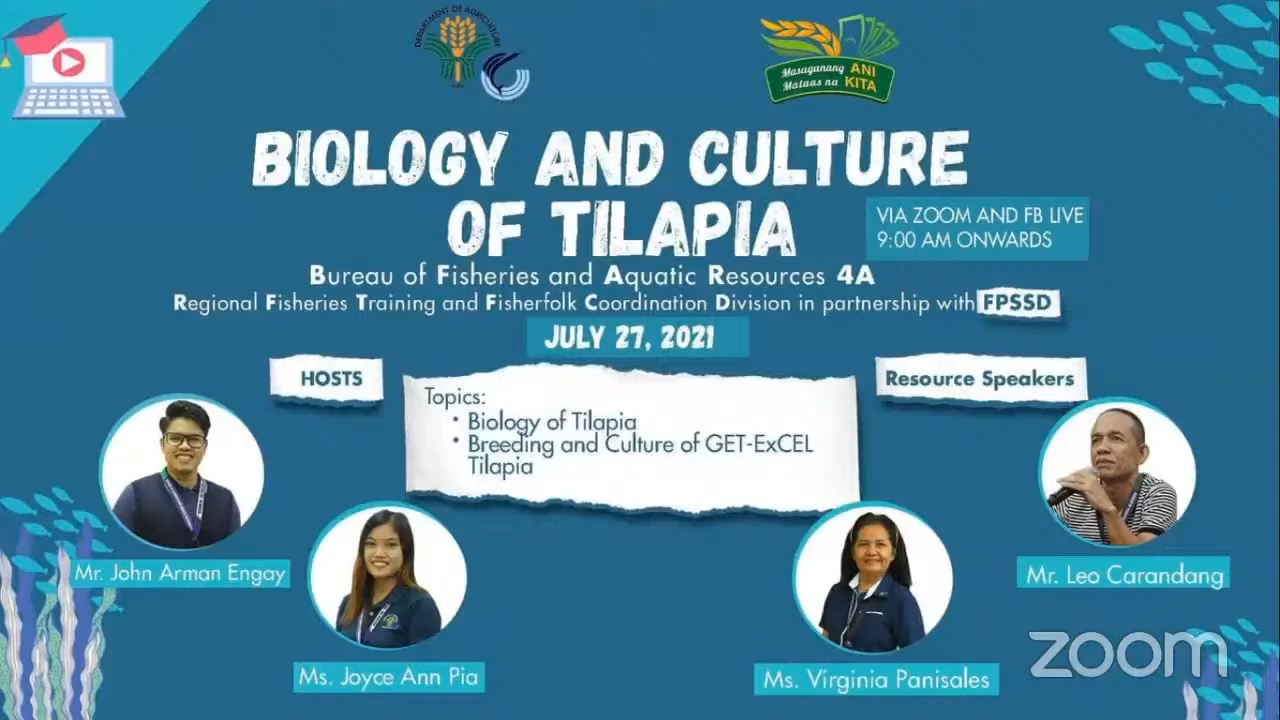 DEPARTMENT OF AGRICULTURE
Masaganang ANI
Mataas na KITA
BIOLOGY AND CULTURE
OF TILAPIA
VIA ZOOM AND FB LIVE
9:00 AM ONWARDS
Bureau of Fisheries and Aquatic Resources 4A
Regional Fisheries Training and Fisherfolk Coordination Division in partnership with FPSSD
JULY 27, 2021
HOSTS
Topics:
• Biology of Tilapia
• Breeding and Culture of GET-ExCEL
Tilapia
Resource Speakers
Mr. John Arman Engay
Ms. Joyce Ann Pia
Ms. Virginia Panisales
Mr. Leo Carandang
zoom